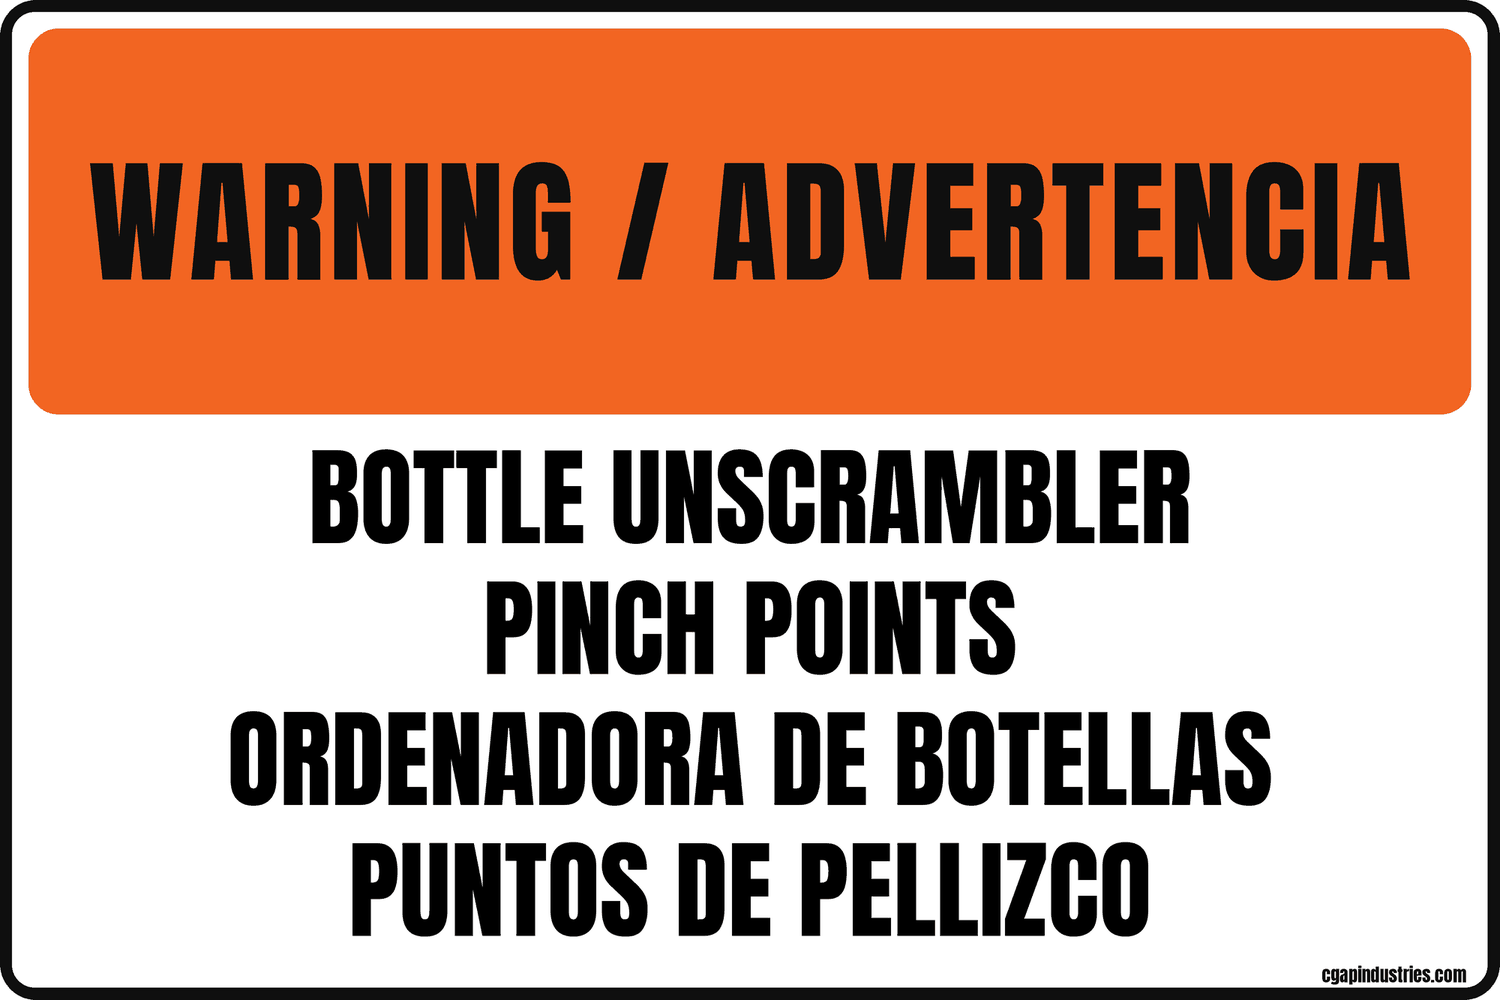 WARNING / ADVERTENCIA
BOTTLE UNSCRAMBLER
PINCH POINTS
ORDENADORA DE BOTELLAS
PUNTOS DE PELLIZCO
cgapindustries.com